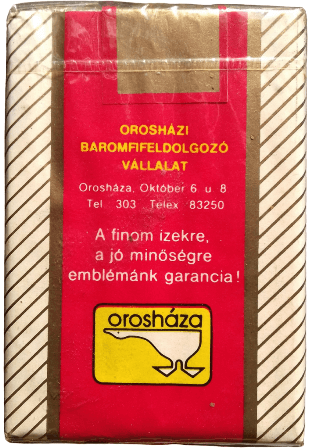 OROSHÁZI
BAROMFIFELDOLGOZÓ
VÁLLALAT
Orosháza, Október 6 u 8
Tel 303 Telex 83250
A finom ízekre,
a jó minőségre
emblémánk garancia!
orosháza